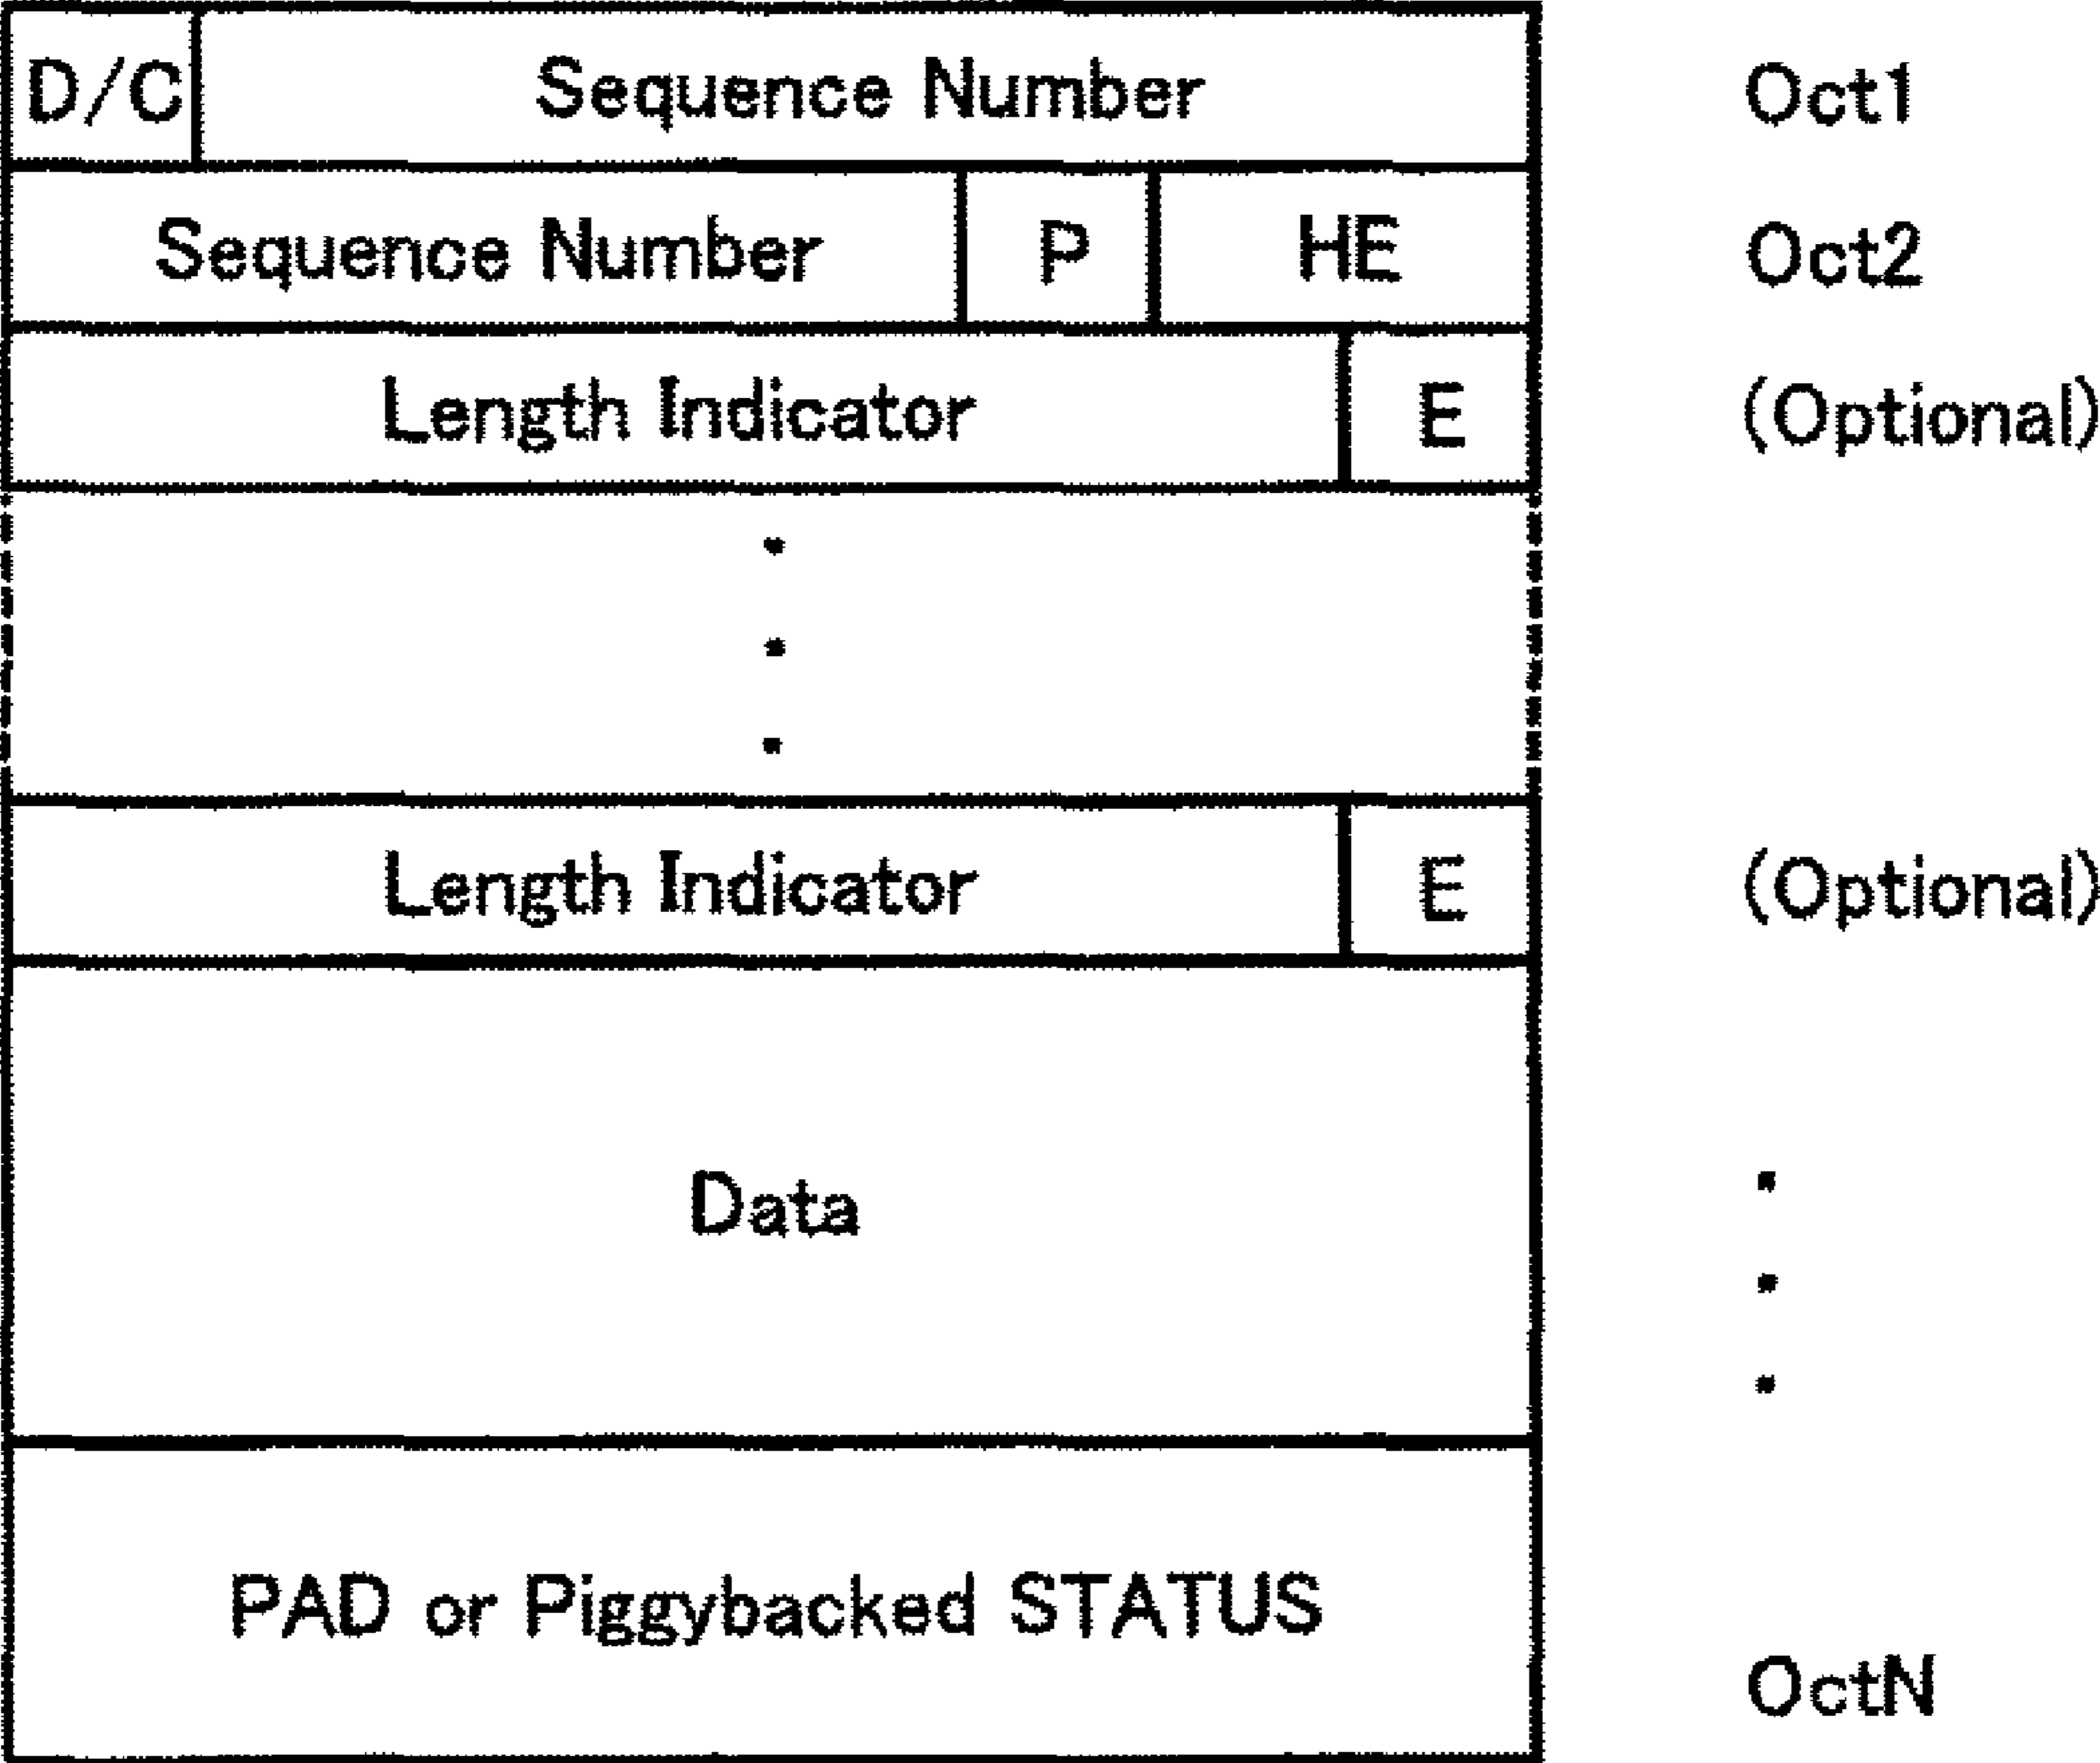 D/C Sequence Number Oct1
Sequence Number P HE Oct2
Length Indicator E (Optional)
Length Indicator E (Optional)
Data
PAD or Piggybacked STATUS
OctN